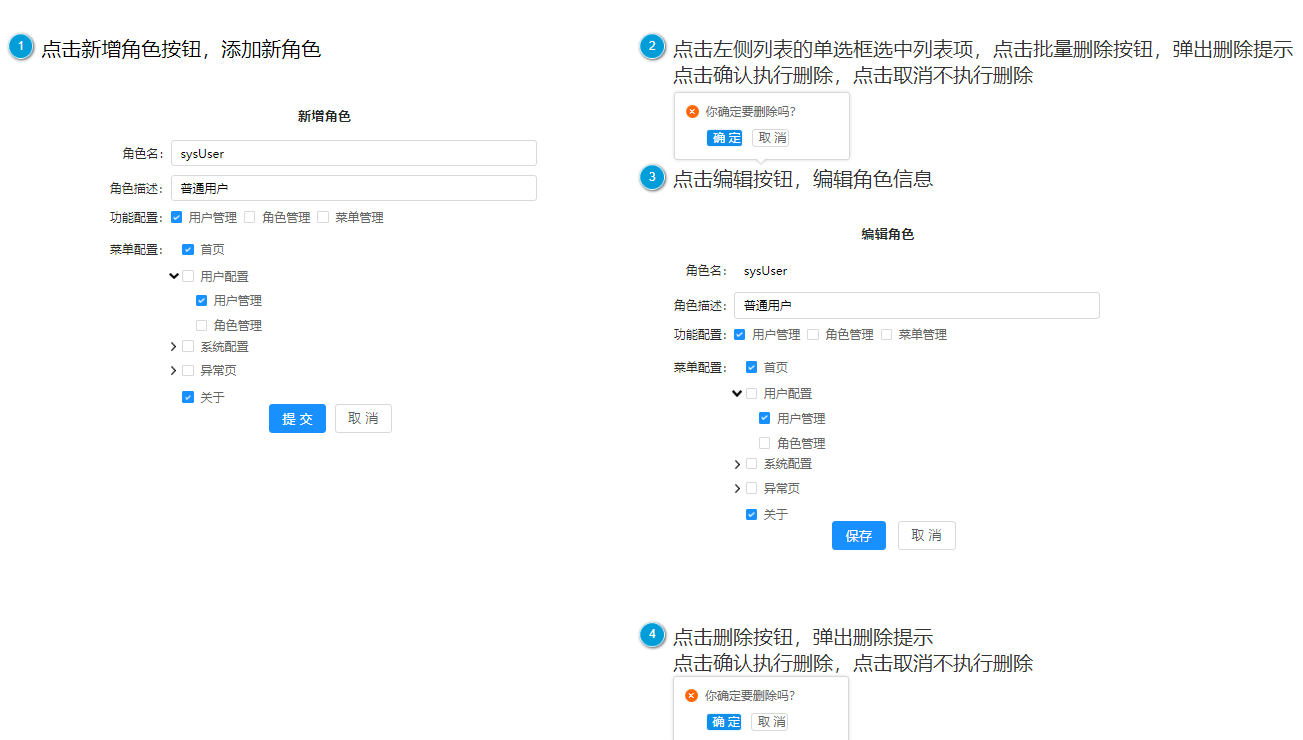 1 点击新增角色按钮，添加新角色
新增角色
角色名： sysUser
角色描述： 普通用户
功能配置： 用户管理 角色管理 菜单管理
菜单配置： 首页
用户配置
用户管理
角色管理
系统配置
异常页
关于
提 交 取 消
2 点击左侧列表的单选框选中列表项，点击批量删除按钮，弹出删除提示
点击确认执行删除，点击取消不执行删除
你确定要删除吗?
确 定 取 消
3 点击编辑按钮，编辑角色信息
编辑角色
角色名： sysUser
角色描述： 普通用户
功能配置： 用户管理 角色管理 菜单管理
菜单配置： 首页
用户配置
用户管理
角色管理
系统配置
异常页
关于
保存 取 消
4 点击删除按钮，弹出删除提示
点击确认执行删除，点击取消不执行删除
你确定要删除吗?
确 定 取 消